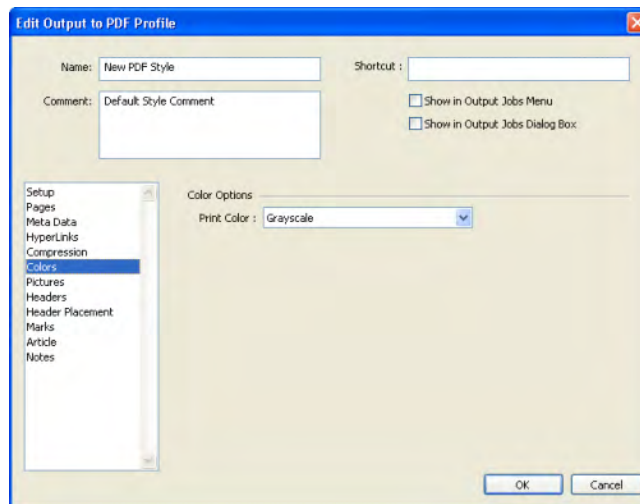 Edit Output to PDF Profile
Name: New PDF Style
Shortcut :
Comment: Default Style Comment
Show in Output Jobs Menu
Show in Output Jobs Dialog Box
Setup
Pages
Meta Data
HyperLinks
Compression
Colors
Pictures
Headers
Header Placement
Marks
Article
Notes
Color Options
Print Color : Grayscale
OK
Cancel